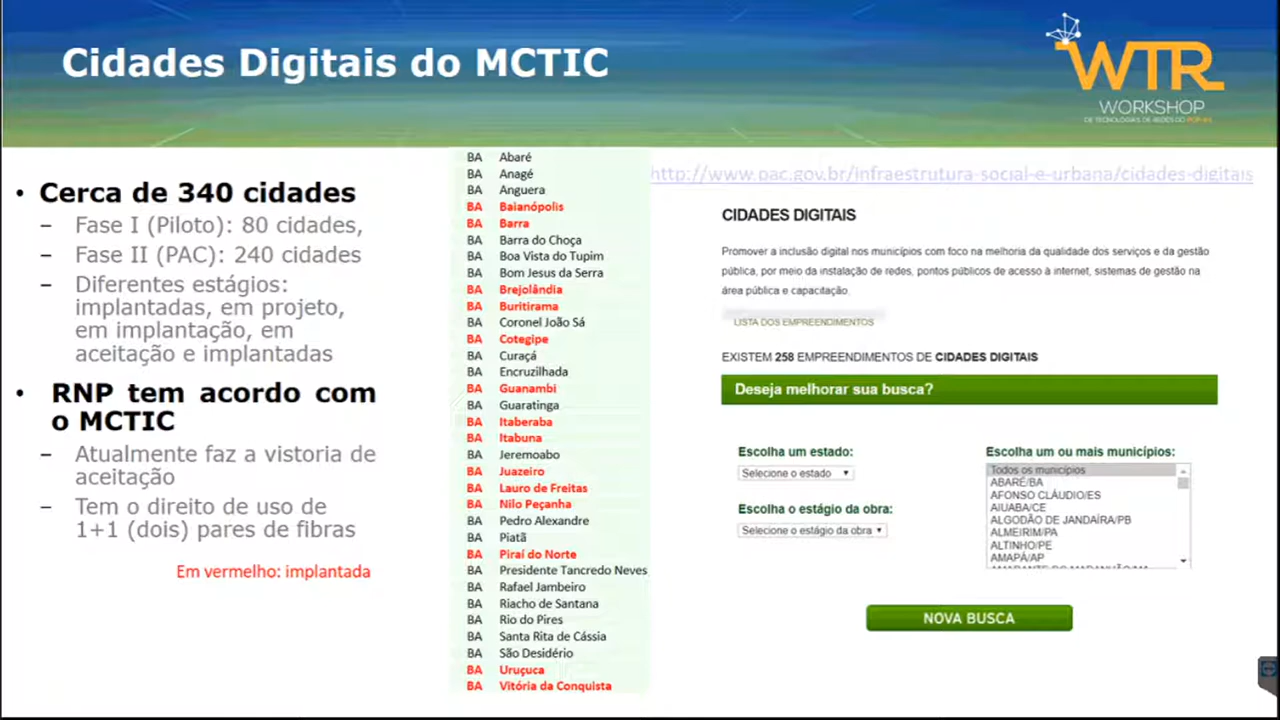 Cidades Digitais do MCTIC
WTR
WORKSHOP
DE TECNOLOGIAS DE REDES DO POP-BA
• Cerca de 340 cidades
– Fase I (Piloto): 80 cidades,
– Fase II (PAC): 240 cidades
– Diferentes estágios:
implantadas, em projeto,
em implantação, em
aceitação e implantadas
• RNP tem acordo com
o MCTIC
– Atualmente faz a vistoria de
aceitação
– Tem o direito de uso de
1+1 (dois) pares de fibras
Em vermelho: implantada
BA Abaré
BA Anagé
BA Anguera
BA Baianópolis
BA Barra
BA Barra do Choça
BA Boa Vista do Tupim
BA Bom Jesus da Serra
BA Brejolândia
BA Buritirama
BA Coronel João Sá
BA Cotegipe
BA Curaçá
BA Encruzilhada
BA Guanambi
BA Guaratinga
BA Itaberaba
BA Itabuna
BA Jeremoabo
BA Juazeiro
BA Lauro de Freitas
BA Nilo Peçanha
BA Pedro Alexandre
BA Piatã
BA Piraí do Norte
BA Presidente Tancredo Neves
BA Rafael Jambeiro
BA Riacho de Santana
BA Rio do Pires
BA Santa Rita de Cássia
BA São Desidério
BA Uruçuca
BA Vitória da Conquista
http://www.pac.gov.br/infraestrutura-social-e-urbana/cidades-digitais
CIDADES DIGITAIS
Promover a inclusão digital nos municípios com foco na melhoria da qualidade dos serviços e da gestão
pública, por meio da instalação de redes, pontos públicos de acesso à internet, sistemas de gestão na
área pública e capacitação.
LISTA DOS EMPREENDIMENTOS
EXISTEM 258 EMPREENDIMENTOS DE CIDADES DIGITAIS
Deseja melhorar sua busca?
Escolha um estado:
Selecione o estado
Escolha o estágio da obra:
Selecione o estágio da obra
Escolha um ou mais municípios:
Todos os municípios
ABARÉ/BA
AFONSO CLÁUDIO/ES
AIUABA/CE
ALGODÃO DE JANDAÍRA/PB
ALMEIRIM/PA
ALTINHO/PE
AMAPÁ/AP
NOVA BUSCA